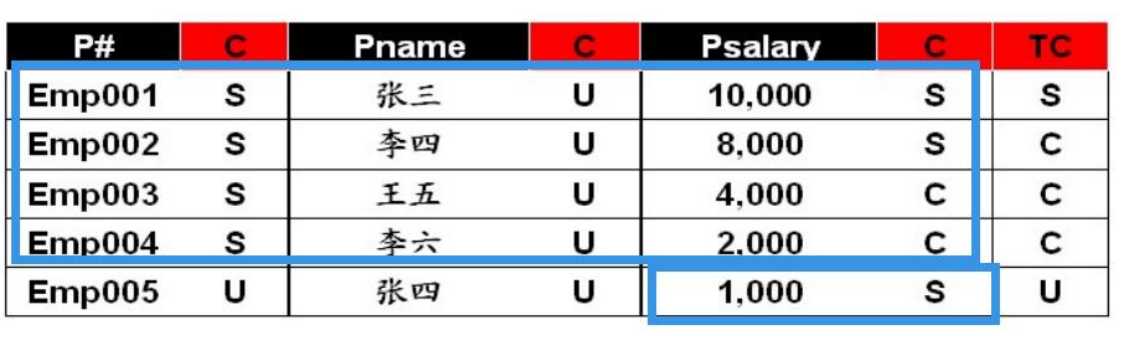 P# C Pname C Psalary C TC
Emp001 S 张三 U 10,000 S S
Emp002 S 李四 U 8,000 S C
Emp003 S 王五 U 4,000 C C
Emp004 S 李六 U 2,000 C C
Emp005 U 张四 U 1,000 S U